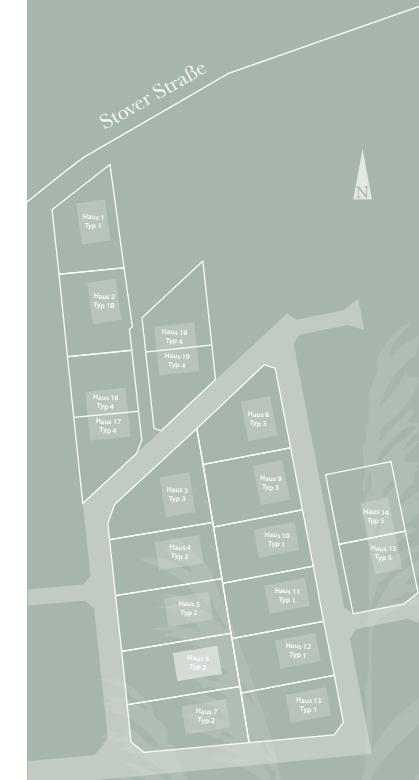 Stover Straße
N
Haus 1
Typ 1
Haus 2
Typ 1B
Haus 18
Typ 4
Haus 19
Typ 4
Haus 16
Typ 4
Haus 17
Typ 4
Haus 8
Typ 3
Haus 9
Typ 3
Haus 3
Typ 3
Haus 14
Typ 5
Haus 15
Typ 5
Haus 10
Typ 1
Haus 4
Typ 2
Haus 11
Typ 1
Haus 5
Typ 2
Haus 12
Typ 1
Haus 6
Typ 2
Haus 13
Typ 1
Haus 7
Typ 2